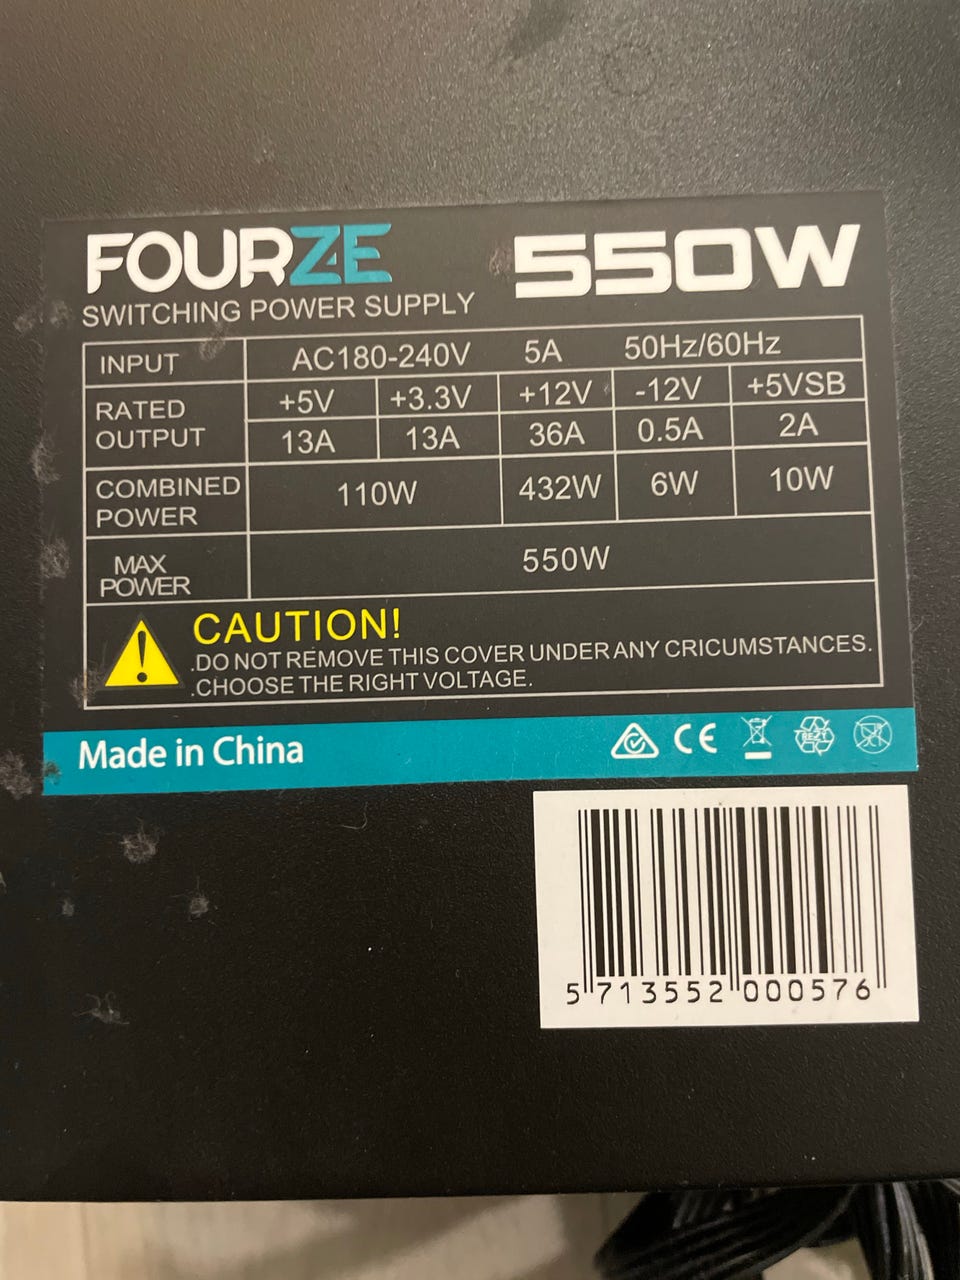 FOURZE 550W
SWITCHING POWER SUPPLY
INPUT AC180-240V 5A 50Hz/60Hz
RATED OUTPUT +5V +3.3V +12V -12V +5VSB
13A 13A 36A 0.5A 2A
COMBINED POWER 110W 432W 6W 10W
MAX POWER 550W
CAUTION!
.DO NOT REMOVE THIS COVER UNDER ANY CRICUMSTANCES.
.CHOOSE THE RIGHT VOLTAGE.
Made in China CE
5 713552 000576